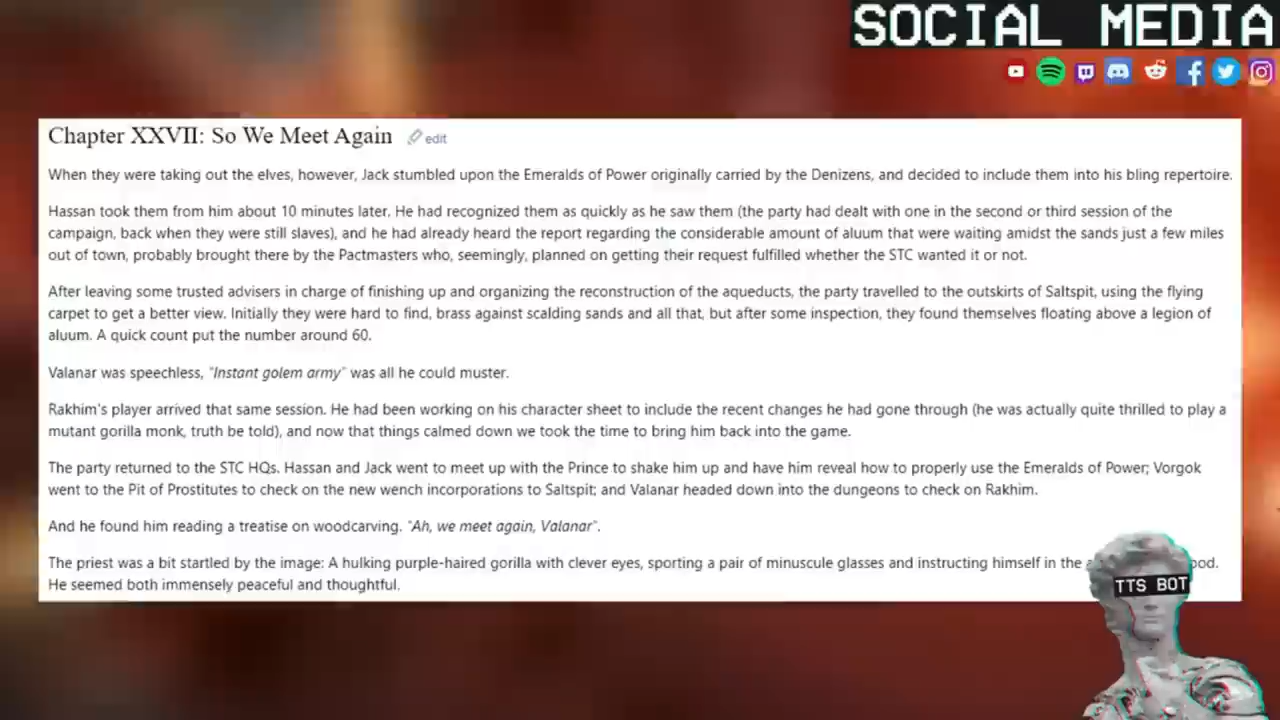 SOCIAL MEDIA
Chapter XXVII: So We Meet Again edit
When they were taking out the elves, however, Jack stumbled upon the Emeralds of Power originally carried by the Denizens, and decided to include them into his bling repertoire.
Hassan took them from him about 10 minutes later. He had recognized them as quickly as he saw them (the party had dealt with one in the second or third session of the
campaign, back when they were still slaves), and he had already heard the report regarding the considerable amount of aluum that were waiting amidst the sands just a few miles
out of town, probably brought there by the Pactmasters who, seemingly, planned on getting their request fulfilled whether the STC wanted it or not.
After leaving some trusted advisers in charge of finishing up and organizing the reconstruction of the aqueducts, the party travelled to the outskirts of Saltspit, using the flying
carpet to get a better view. Initially they were hard to find, brass against scalding sands and all that, but after some inspection, they found themselves floating above a legion of
aluum. A quick count put the number around 60.
Valanar was speechless, "Instant golem army" was all he could muster.
Rakhim's player arrived that same session. He had been working on his character sheet to include the recent changes he had gone through (he was actually quite thrilled to play a
mutant gorilla monk, truth be told), and now that things calmed down we took the time to bring him back into the game.
The party returned to the STC HQs. Hassan and Jack went to meet up with the Prince to shake him up and have him reveal how to properly use the Emeralds of Power; Vorgok
went to the Pit of Prostitutes to check on the new wench incorporations to Saltspit; and Valanar headed down into the dungeons to check on Rakhim.
And he found him reading a treatise on woodcarving. "Ah, we meet again, Valanar".
The priest was a bit startled by the image: A hulking purple-haired gorilla with clever eyes, sporting a pair of minuscule glasses and instructing himself in the
He seemed both immensely peaceful and thoughtful.
TTS BOT